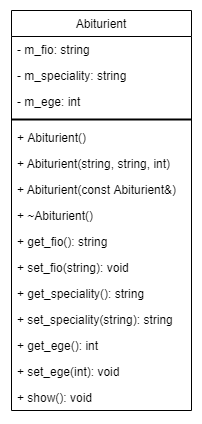 Abiturient
- m_fio: string
- m_speciality: string
- m_ege: int
+ Abiturient()
+ Abiturient(string, string, int)
+ Abiturient(const Abiturient&)
+ ~Abiturient()
+ get_fio(): string
+ set_fio(string): void
+ get_speciality(): string
+ set_speciality(string): string
+ get_ege(): int
+ set_ege(int): void
+ show(): void